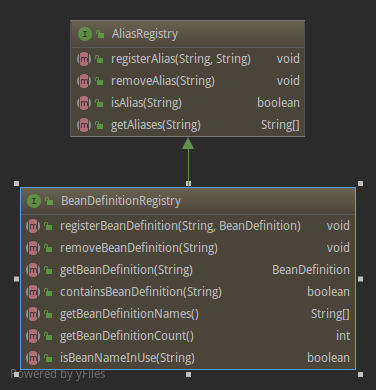 AliasRegistry
registerAlias(String, String) void
removeAlias(String) void
isAlias(String) boolean
getAliases(String) String[]
BeanDefinitionRegistry
registerBeanDefinition(String, BeanDefinition) void
removeBeanDefinition(String) void
getBeanDefinition(String) BeanDefinition
containsBeanDefinition(String) boolean
getBeanDefinitionNames() String[]
getBeanDefinitionCount() int
isBeanNameInUse(String) boolean
Powered by yFiles